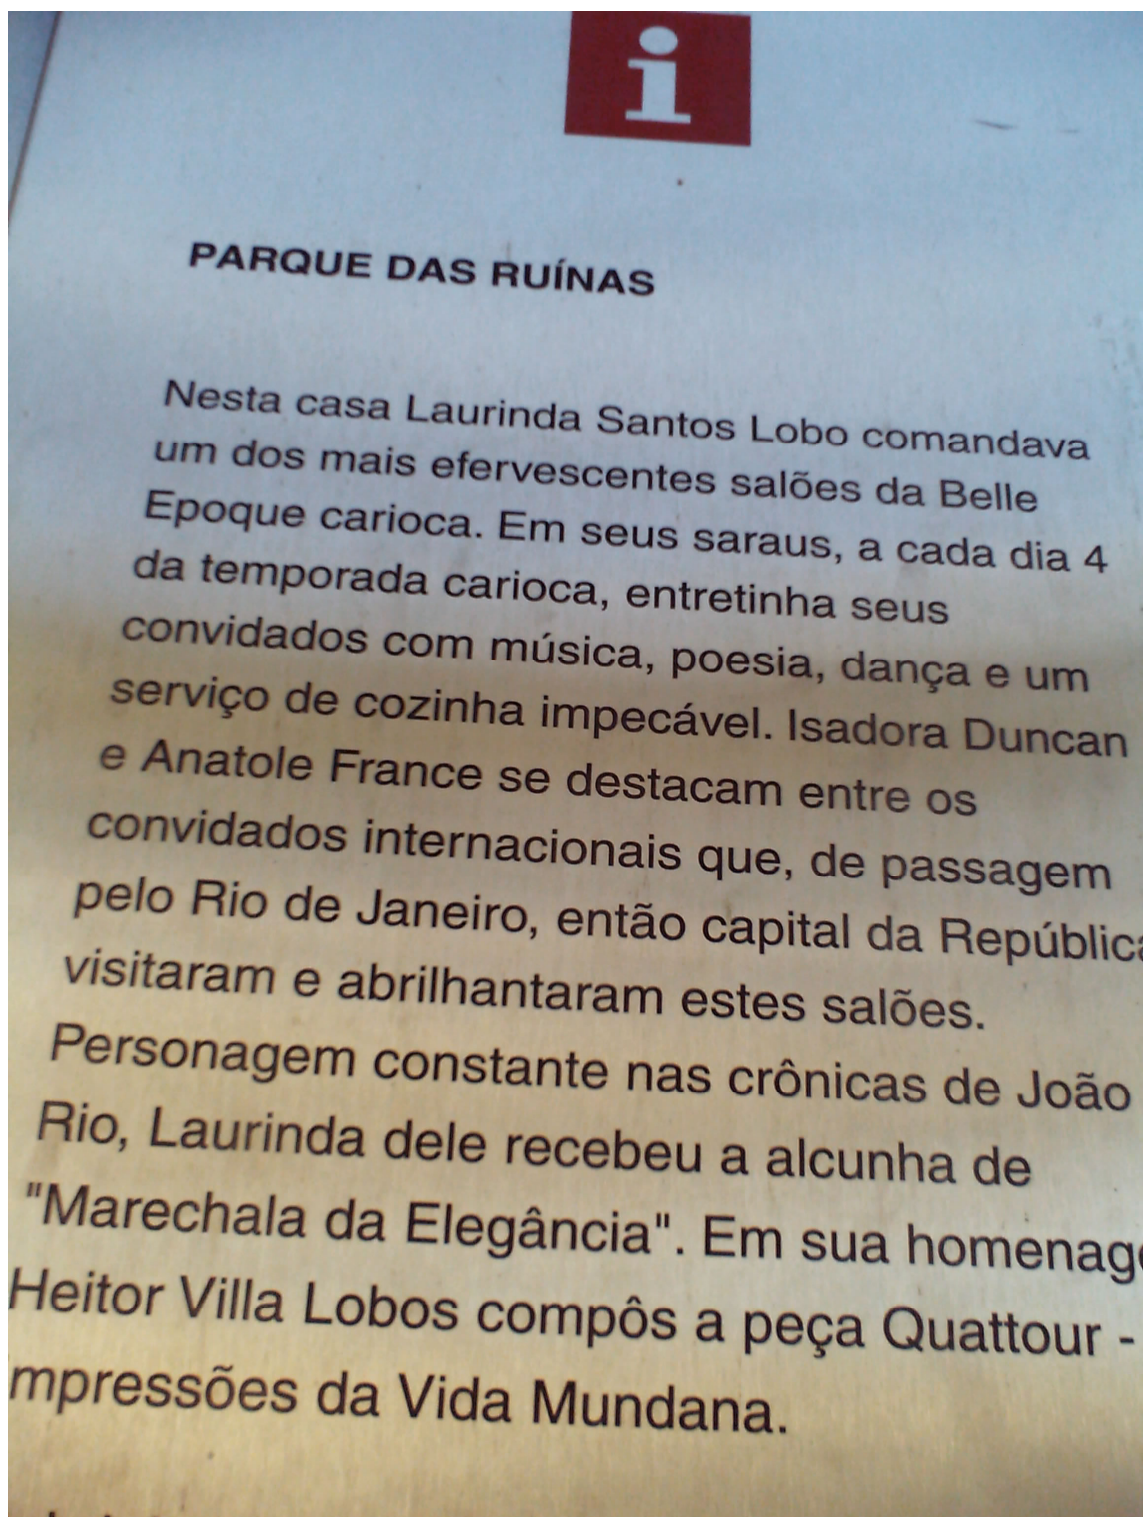 i
PARQUE DAS RUÍNAS
Nesta casa Laurinda Santos Lobo comandava
um dos mais efervescentes salões da Belle
Epoque carioca. Em seus saraus, a cada dia 4
da temporada carioca, entretinha seus
convidados com música, poesia, dança e um
serviço de cozinha impecável. Isadora Duncan
e Anatole France se destacam entre os
convidados internacionais que, de passagem
pelo Rio de Janeiro, então capital da República
visitaram e abrilhantaram estes salões.
Personagem constante nas crônicas de João
Rio, Laurinda dele recebeu a alcunha de
"Marechala da Elegância". Em sua homenage
Heitor Villa Lobos compôs a peça Quattour -
mpressões da Vida Mundana.